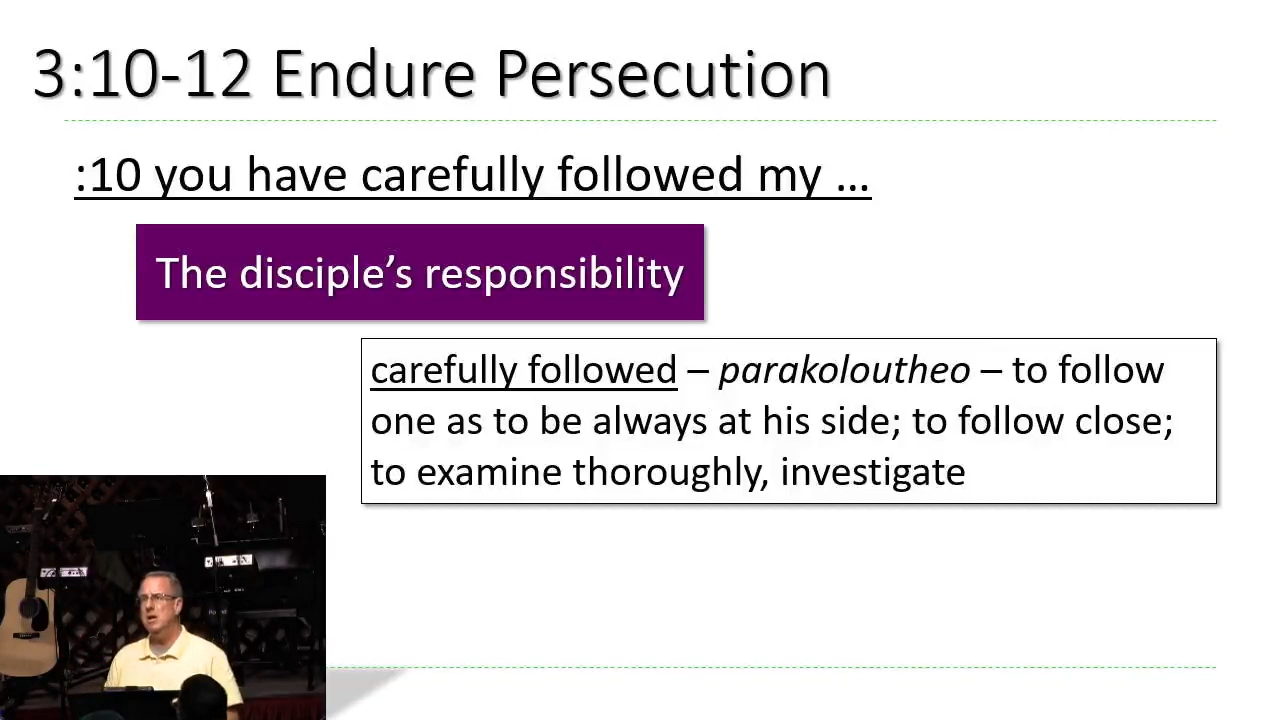 3:10-12 Endure Persecution
:10 you have carefully followed my …
The disciple’s responsibility
carefully followed – parakoloutheo – to follow
one as to be always at his side; to follow close;
to examine thoroughly, investigate